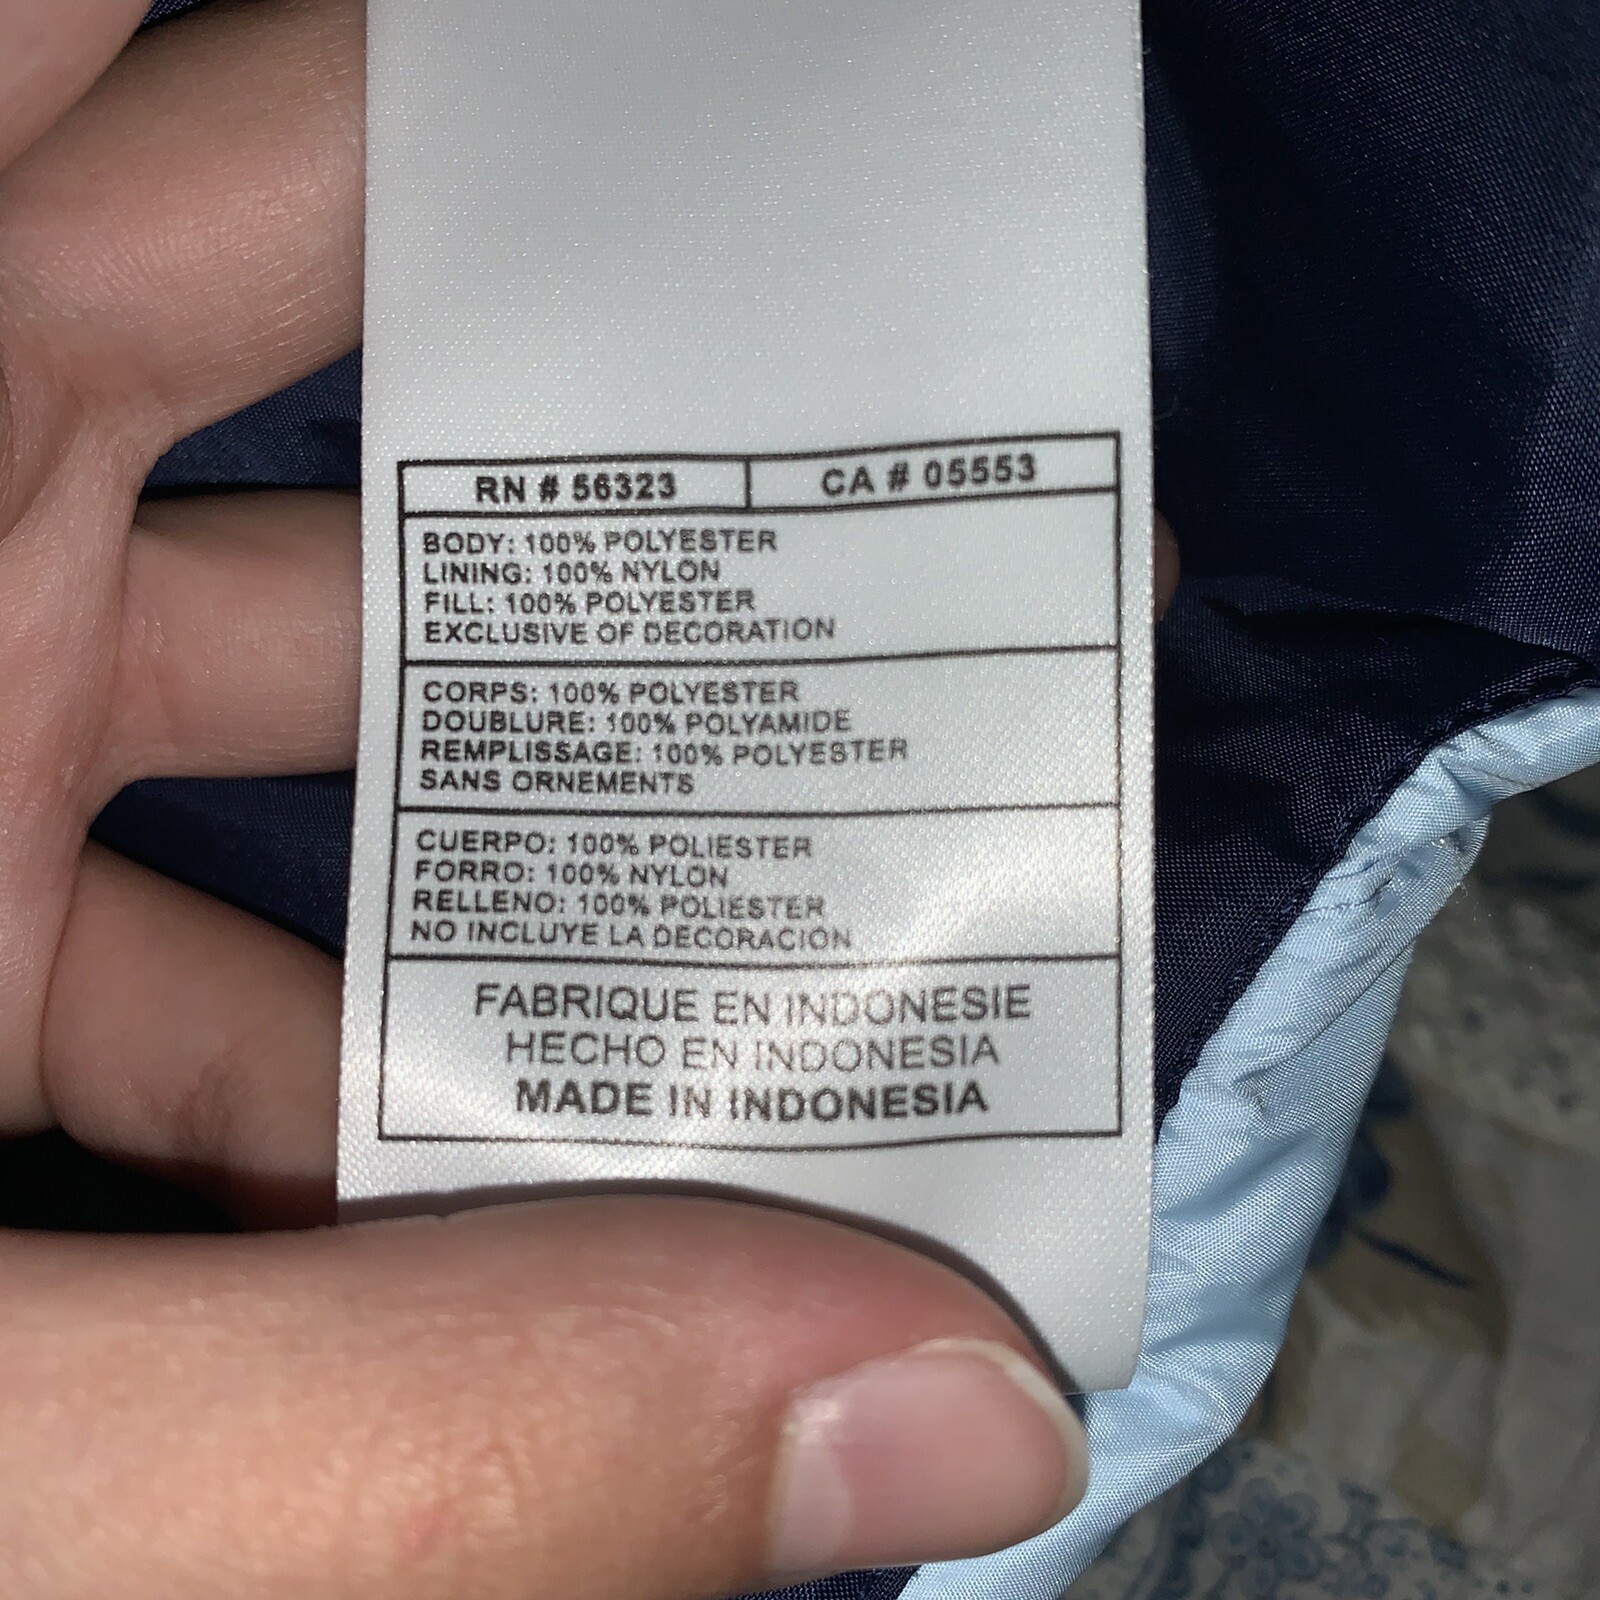 RN # 56323 CA # 05553
BODY: 100% POLYESTER
LINING: 100% NYLON
FILL: 100% POLYESTER
EXCLUSIVE OF DECORATION
CORPS: 100% POLYESTER
DOUBLURE: 100% POLYAMIDE
REMPLISSAGE: 100% POLYESTER
SANS ORNEMENTS
CUERPO: 100% POLIESTER
FORRO: 100% NYLON
RELLENO: 100% POLIESTER
NO INCLUYE LA DECORACION
FABRIQUE EN INDONESIE
HECHO EN INDONESIA
MADE IN INDONESIA